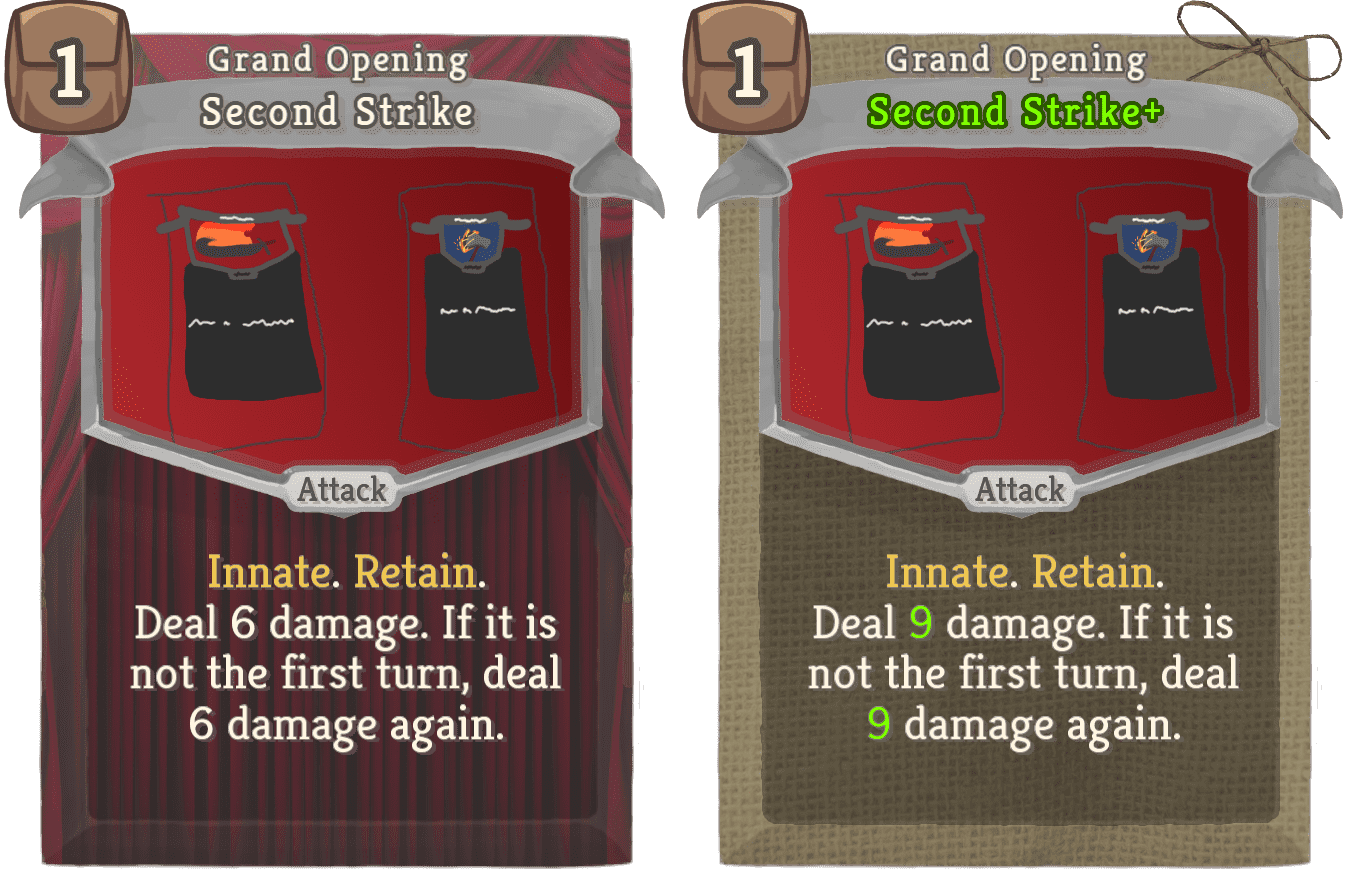 1
Grand Opening
Second Strike
Attack
Innate. Retain.
Deal 6 damage. If it is
not the first turn, deal
6 damage again.
1
Grand Opening
Second Strike+
Attack
Innate. Retain.
Deal 9 damage. If it is
not the first turn, deal
9 damage again.